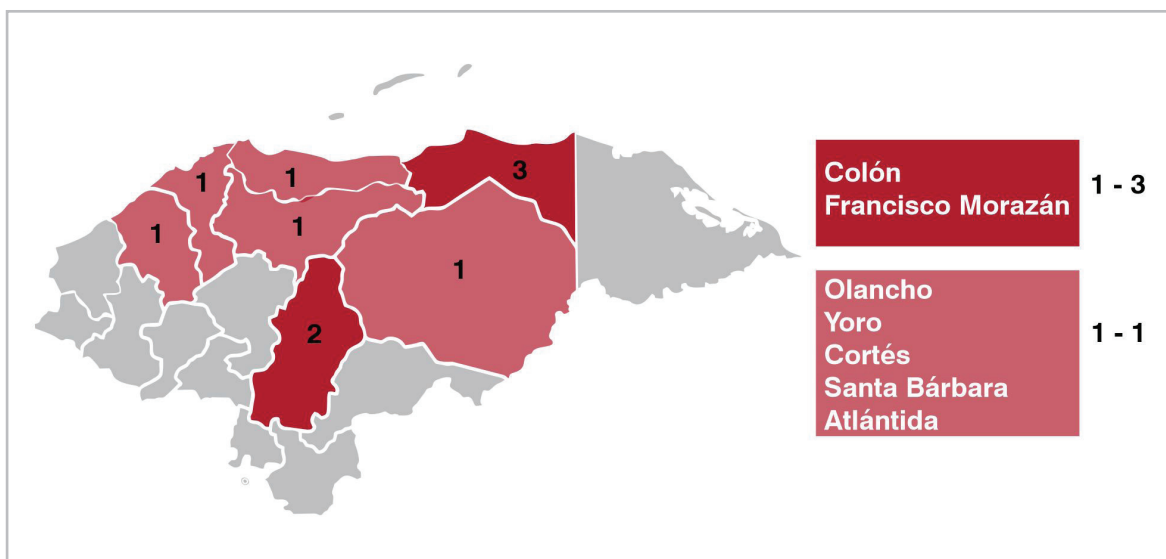 1
1
3
1
1
1
2
Colón
Francisco Morazán
1 - 3
Olancho
Yoro
Cortés
Santa Bárbara
Atlántida
1 - 1